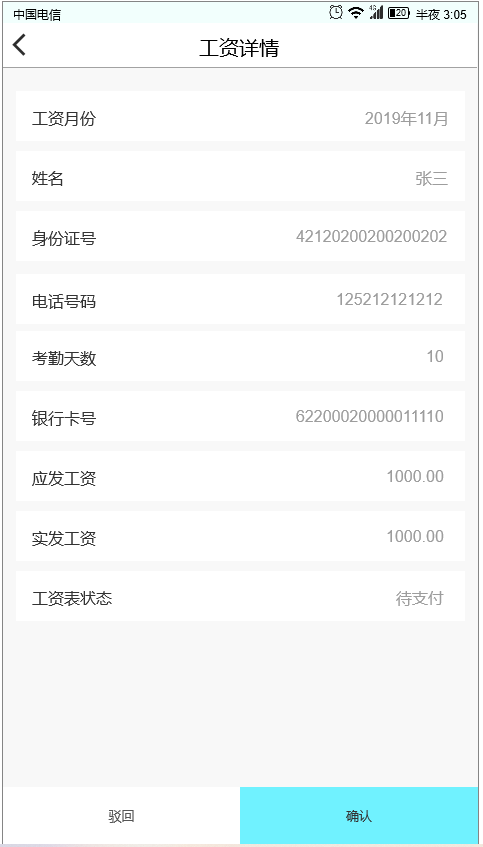 中国电信 4G 20 半夜 3:05
工资详情
工资月份 2019年11月
姓名 张三
身份证号 42120200200200202
电话号码 125212121212
考勤天数 10
银行卡号 62200020000011110
应发工资 1000.00
实发工资 1000.00
工资表状态 待支付
驳回 确认